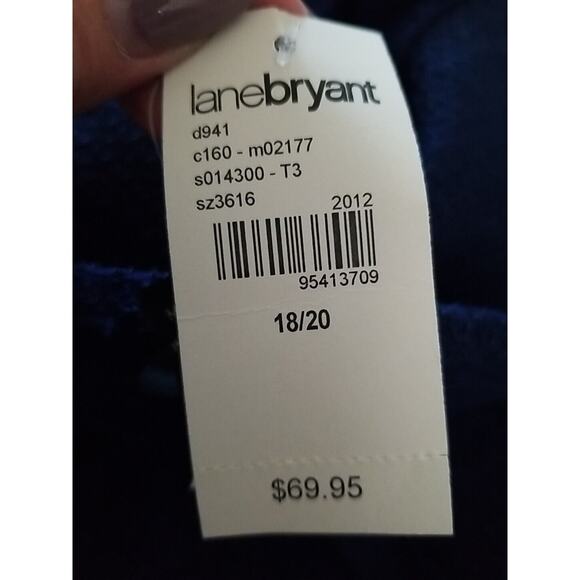 lanebryant
d941
c160 - m02177
s014300 - T3
sz3616 2012
95413709
18/20
$69.95